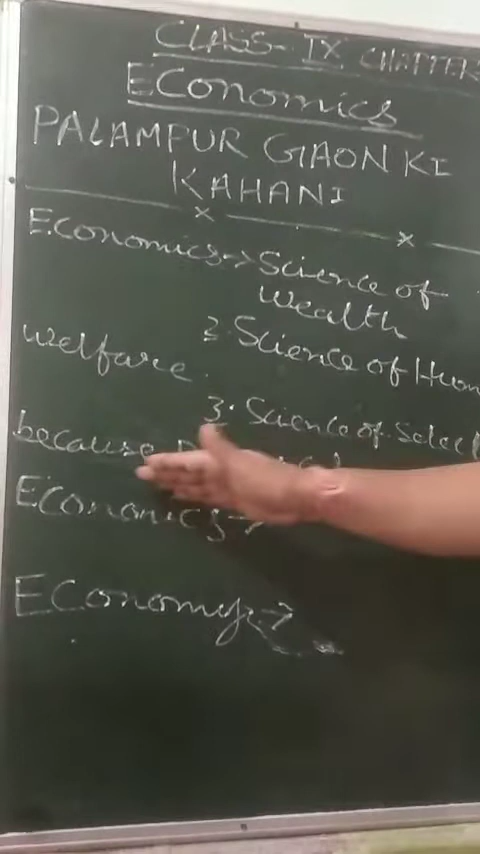 CLASS-IX CHAPTER
ECONOMICS
PALAMPUR GAON KI
KAHANI
Economics → Science of
wealth
2. Science of Hum
welfare.
3. Science of Selec
because
Economics →
Economy →